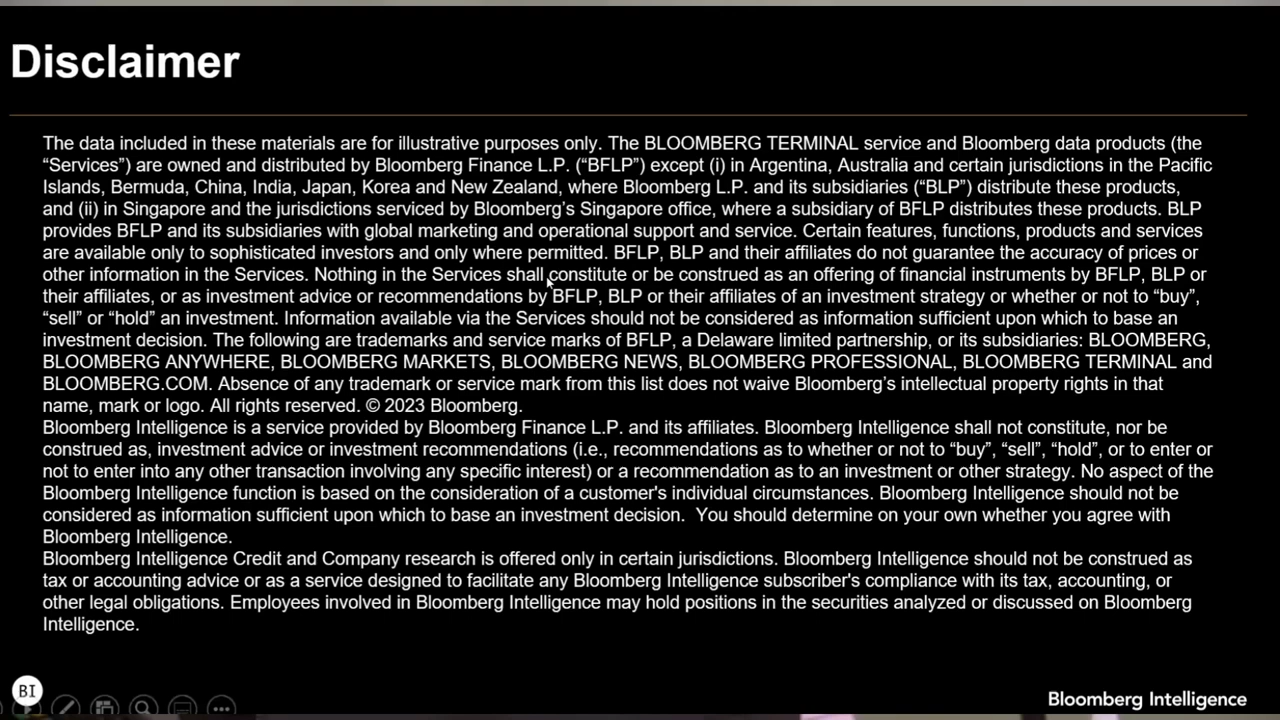 Disclaimer
The data included in these materials are for illustrative purposes only. The BLOOMBERG TERMINAL service and Bloomberg data products (the
“Services”) are owned and distributed by Bloomberg Finance L.P. (“BFLP”) except (i) in Argentina, Australia and certain jurisdictions in the Pacific
Islands, Bermuda, China, India, Japan, Korea and New Zealand, where Bloomberg L.P. and its subsidiaries (“BLP”) distribute these products,
and (ii) in Singapore and the jurisdictions serviced by Bloomberg’s Singapore office, where a subsidiary of BFLP distributes these products. BLP
provides BFLP and its subsidiaries with global marketing and operational support and service. Certain features, functions, products and services
are available only to sophisticated investors and only where permitted. BFLP, BLP and their affiliates do not guarantee the accuracy of prices or
other information in the Services. Nothing in the Services shall constitute or be construed as an offering of financial instruments by BFLP, BLP or
their affiliates, or as investment advice or recommendations by BFLP, BLP or their affiliates of an investment strategy or whether or not to “buy”,
“sell” or “hold” an investment. Information available via the Services should not be considered as information sufficient upon which to base an
investment decision. The following are trademarks and service marks of BFLP, a Delaware limited partnership, or its subsidiaries: BLOOMBERG,
BLOOMBERG ANYWHERE, BLOOMBERG MARKETS, BLOOMBERG NEWS, BLOOMBERG PROFESSIONAL, BLOOMBERG TERMINAL and
BLOOMBERG.COM. Absence of any trademark or service mark from this list does not waive Bloomberg’s intellectual property rights in that
name, mark or logo. All rights reserved. © 2023 Bloomberg.
Bloomberg Intelligence is a service provided by Bloomberg Finance L.P. and its affiliates. Bloomberg Intelligence shall not constitute, nor be
construed as, investment advice or investment recommendations (i.e., recommendations as to whether or not to “buy”, “sell”, “hold”, or to enter or
not to enter into any other transaction involving any specific interest) or a recommendation as to an investment or other strategy. No aspect of the
Bloomberg Intelligence function is based on the consideration of a customer's individual circumstances. Bloomberg Intelligence should not be
considered as information sufficient upon which to base an investment decision.  You should determine on your own whether you agree with
Bloomberg Intelligence.
Bloomberg Intelligence Credit and Company research is offered only in certain jurisdictions. Bloomberg Intelligence should not be construed as
tax or accounting advice or as a service designed to facilitate any Bloomberg Intelligence subscriber's compliance with its tax, accounting, or
other legal obligations. Employees involved in Bloomberg Intelligence may hold positions in the securities analyzed or discussed on Bloomberg
Intelligence.
BI
Bloomberg Intelligence